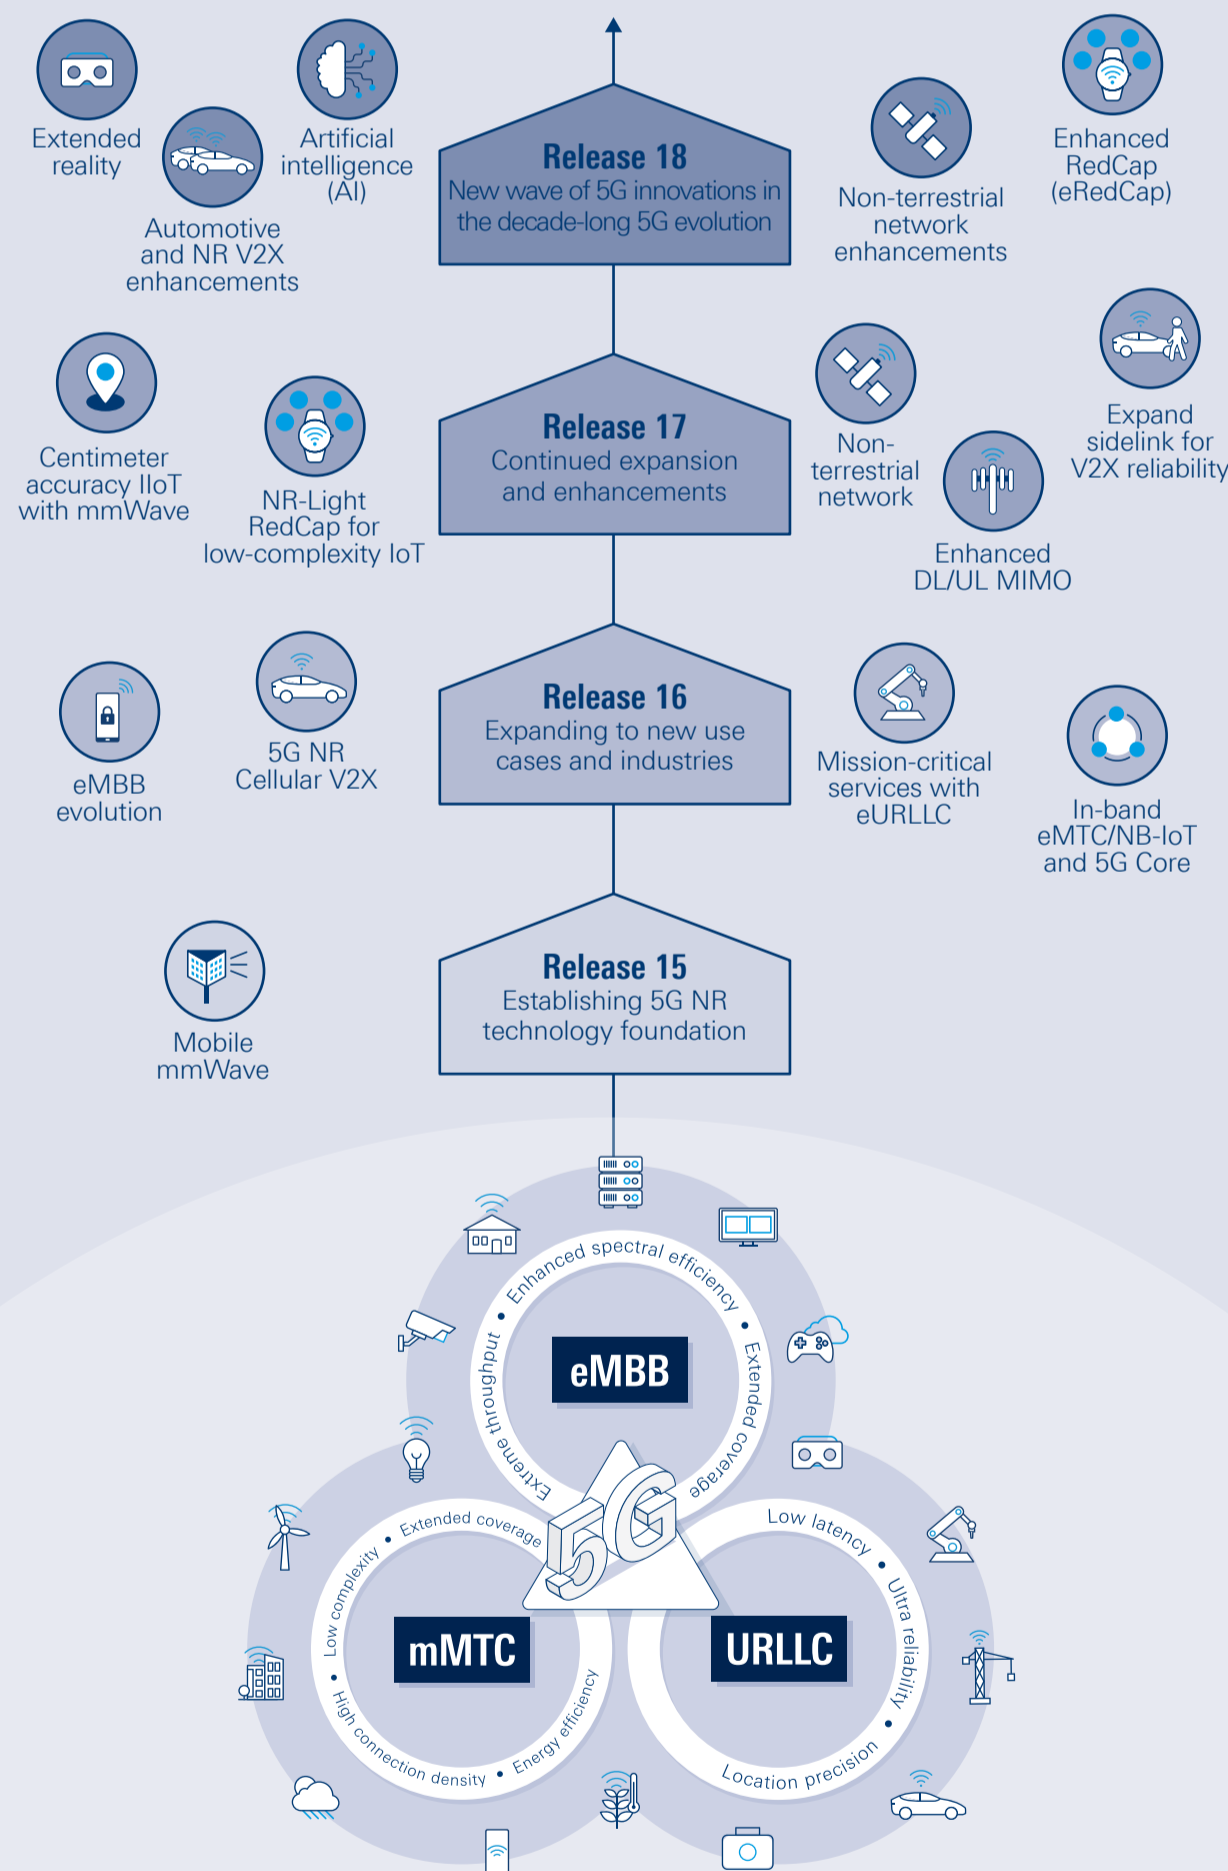 Extended
reality
Automotive
and NR V2X
enhancements
Artificial
intelligence
(AI)
Release 18
New wave of 5G innovations in
the decade-long 5G evolution
Non-terrestrial
network
enhancements
Enhanced
RedCap
(eRedCap)
Centimeter
accuracy IIoT
with mmWave
NR-Light
RedCap for
low-complexity IoT
Release 17
Continued expansion
and enhancements
Non-
terrestrial
network
Enhanced
DL/UL MIMO
Expand
sidelink for
V2X reliability
eMBB
evolution
5G NR
Cellular V2X
Release 16
Expanding to new use
cases and industries
Mission-critical
services with
eURLLC
In-band
eMTC/NB-IoT
and 5G Core
Mobile
mmWave
Release 15
Establishing 5G NR
technology foundation
Extreme throughput • Enhanced spectral efficiency • Extended coverage
eMBB
5G
Extended coverage • Low complexity • High connection density • Energy efficiency
mMTC
Low latency • Ultra reliability • Location precision
URLLC